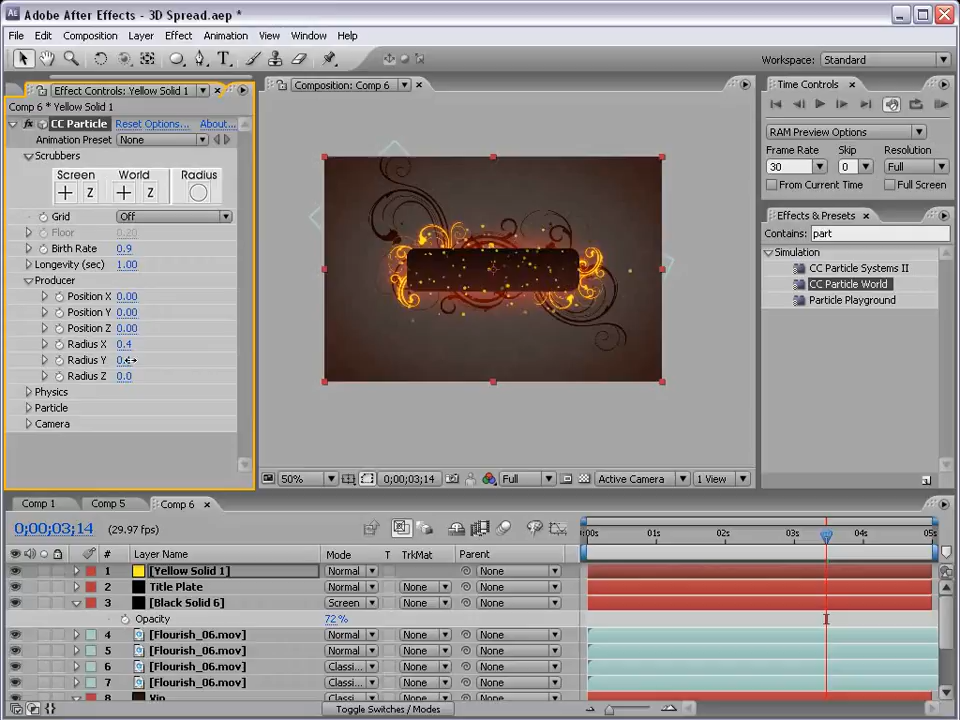 Adobe After Effects - 3D Spread.aep *
File Edit Composition Layer Effect Animation View Window Help
Workspace: Standard
Effect Controls: Yellow Solid 1
Comp 6 * Yellow Solid 1
CC Particle Reset Options... About...
Animation Preset None
Scrubbers
Screen World Radius
Z Z
Grid Off
Floor 0.20
Birth Rate 0.9
Longevity (sec) 1.00
Producer
Position X 0.00
Position Y 0.00
Position Z 0.00
Radius X 0.4
Radius Y
Radius Z 0.0
Physics
Particle
Camera
Composition: Comp 6
50% 0;00;03;14 Full Active Camera 1 View
Time Controls
RAM Preview Options
Frame Rate Skip Resolution
30 0 Full
From Current Time Full Screen
Effects & Presets
Contains: part
Simulation
CC Particle Systems II
CC Particle World
Particle Playground
Comp 1 Comp 5 Comp 6
0;00;03;14 (29.97 fps)
0s 01s 02s 03s 04s 05s
# Layer Name Mode T TrkMat Parent
1 [Yellow Solid 1] Normal None
2 Title Plate Normal None None
3 [Black Solid 6] Screen None None
Opacity 72%
4 [Flourish_06.mov] Normal None None
5 [Flourish_06.mov] Normal None None
6 [Flourish_06.mov] Classi... None None
7 [Flourish_06.mov] Classi... None None
8 Normal None None
Toggle Switches / Modes